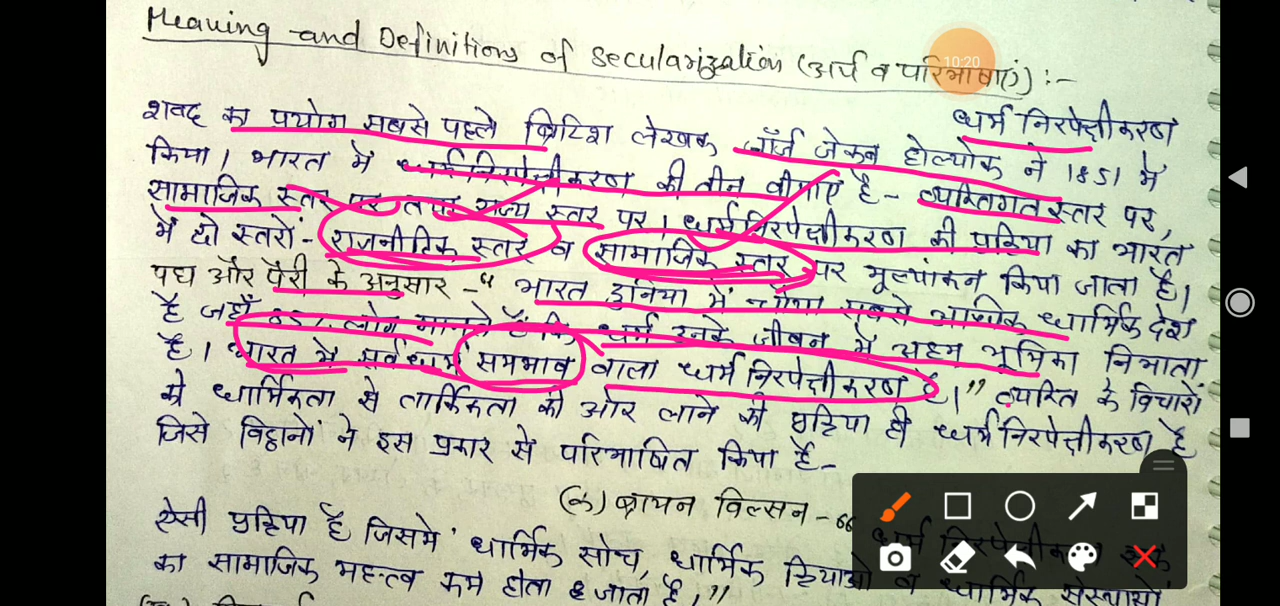 Meaning and Definitions of Secularization (अर्थ व परिभाषाएं) :-
10:20
धर्म निरपेक्षीकरण
शब्द का प्रयोग सबसे पहले ब्रिटिश लेखक जॉर्ज जेकब होल्योक ने 1851 में
किया। भारत में धर्मनिरपेक्षीकरण की तीन सीमाएं है - व्यक्तिगत स्तर पर,
सामाजिक स्तर पर तथा राज्य स्तर पर। धर्मनिरपेक्षीकरण की प्रक्रिया का भारत
में दो स्तरों - राजनीतिक स्तर व सामाजिक स्तर पर मूल्यांकन किया जाता है।
और पैरी के अनुसार -“ भारत दुनिया में सबसे धार्मिक देश
है जहाँ 85% लोग मानते हैं कि धर्म उनके जीवन में अहम भूमिका निभाता
है। भारत में सर्वधर्म समभाव वाला धर्म निरपेक्षीकरण है।” व्यक्ति के विचारों
को धार्मिकता से तार्किकता की ओर लाने की प्रक्रिया ही धर्मनिरपेक्षीकरण है
जिसे विद्वानों ने इस प्रकार से परिभाषित किया है -
(क) ब्रायन विल्सन -“ धर्म
ऐसी प्रक्रिया है जिसमें धार्मिक सोच, धार्मिक क्रियाओं व धार्मिक संस्थाओं
का सामाजिक महत्व कम होता है जाता है।”